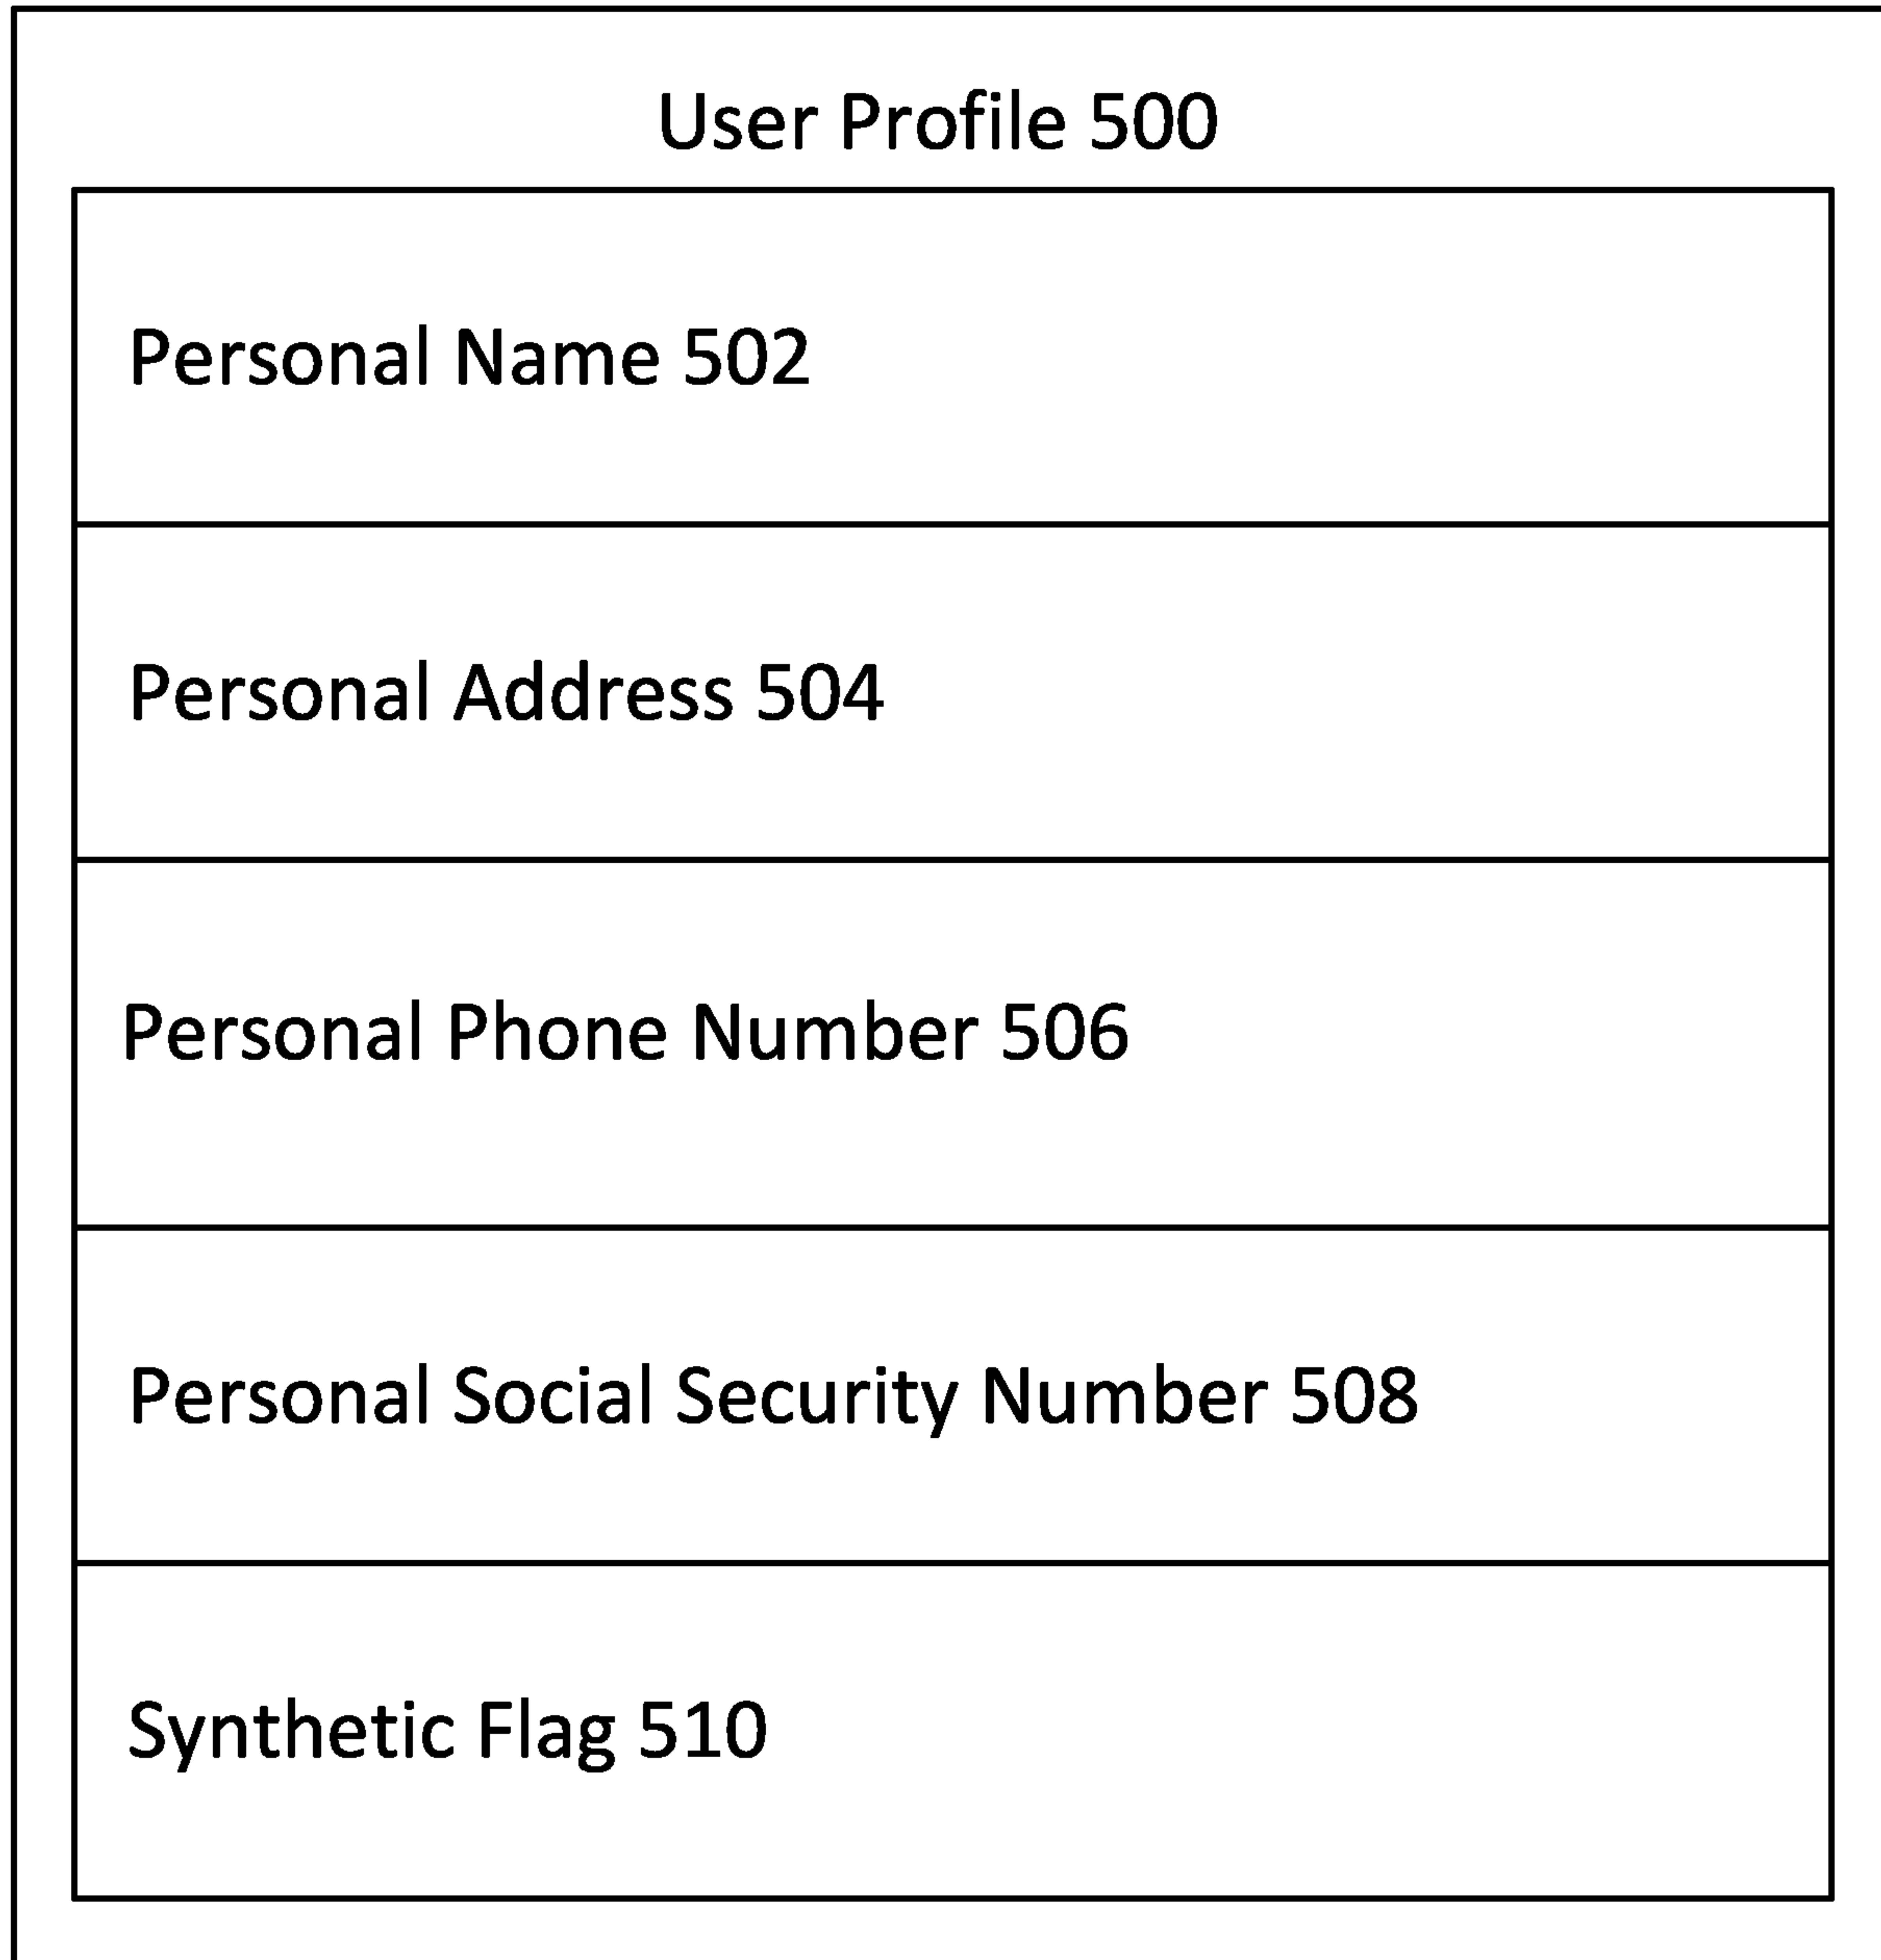 User Profile 500
Personal Name 502
Personal Address 504
Personal Phone Number 506
Personal Social Security Number 508
Synthetic Flag 510